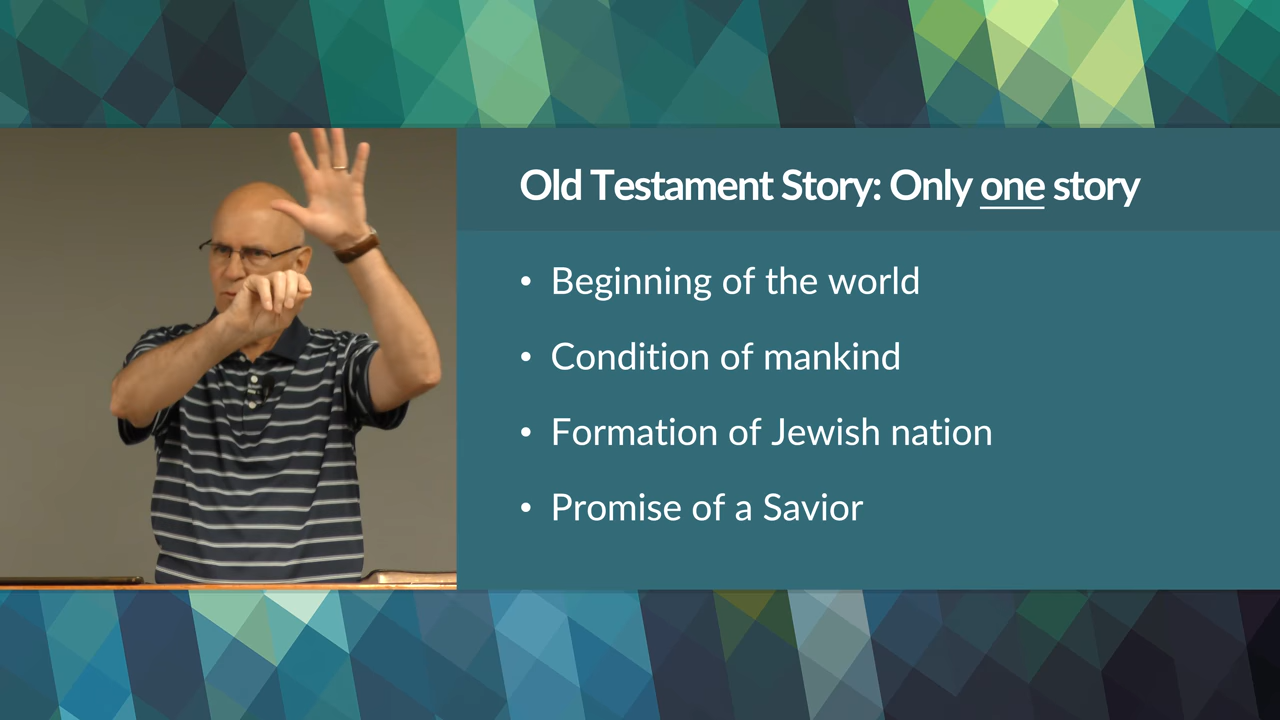 Old Testament Story: Only one story
• Beginning of the world
• Condition of mankind
• Formation of Jewish nation
• Promise of a Savior